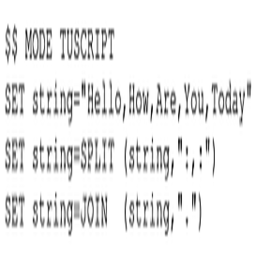 $$ MODE TUSCRIPT
SET string="Hello,How,Are,You,Today"
SET string=SPLIT (string,":,:")
SET string=JOIN (string,".")